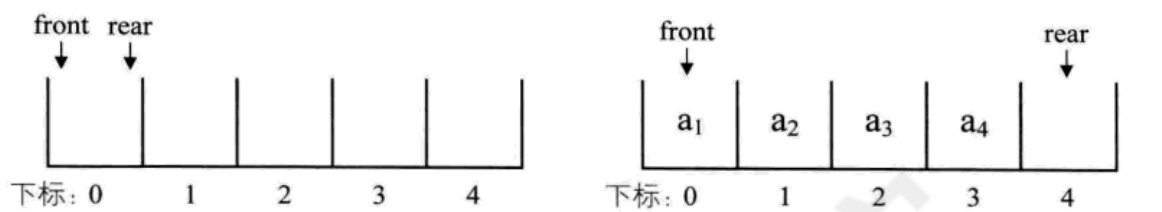 front rear
下标: 0 1 2 3 4
front rear
a₁ a₂ a₃ a₄
下标: 0 1 2 3 4